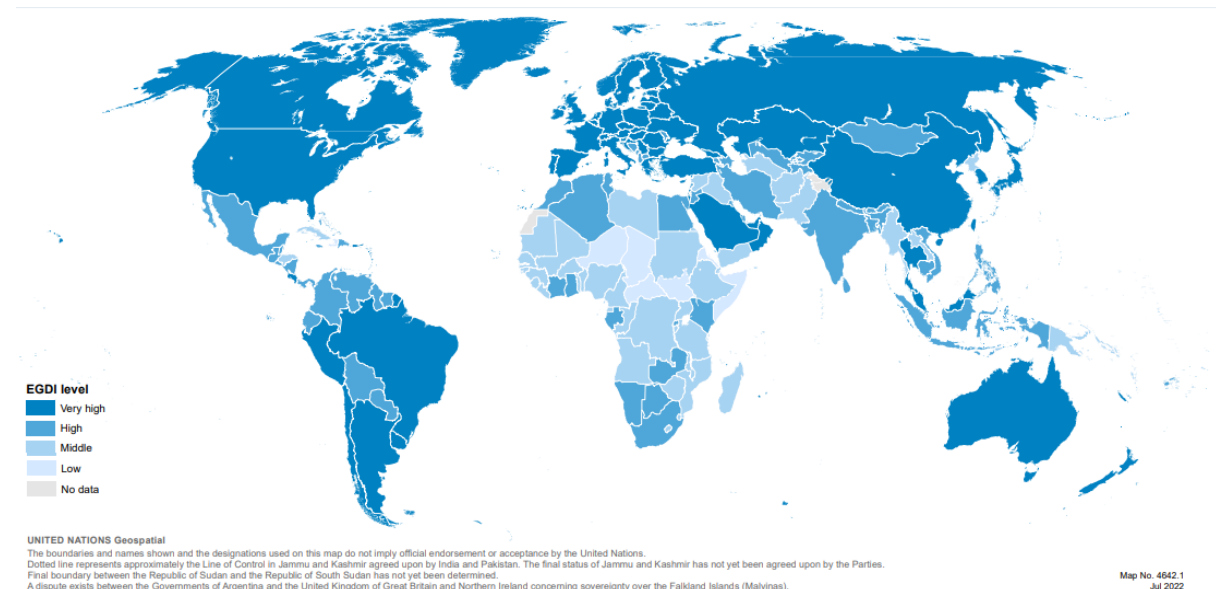 EGDI level
Very high
High
Middle
Low
No data
UNITED NATIONS Geospatial
The boundaries and names shown and the designations used on this map do not imply official endorsement or acceptance by the United Nations.
Dotted line represents approximately the Line of Control in Jammu and Kashmir agreed upon by India and Pakistan. The final status of Jammu and Kashmir has not yet been agreed upon by the Parties.
Final boundary between the Republic of Sudan and the Republic of South Sudan has not yet been determined.
A dispute exists between the Governments of Argentina and the United Kingdom of Great Britain and Northern Ireland concerning sovereignty over the Falkland Islands (Malvinas).
Map No. 4642.1
Jul 2022